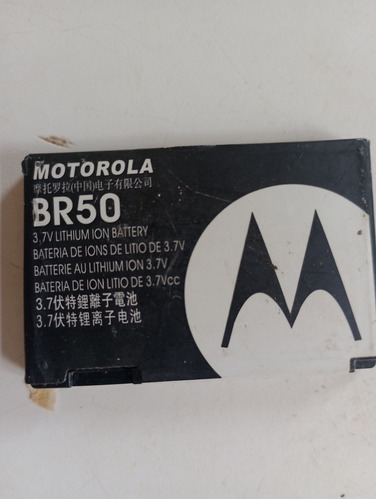 MOTOROLA
摩托罗拉(中国)电子有限公司
BR50
3.7V LITHIUM ION BATTERY
BATERIA DE IONS DE LITIO DE 3.7V
BATTERIE AU LITHIUM ION 3.7V
BATERIA DE ION LITIO DE 3.7Vcc
3.7伏特鋰離子電池
3.7伏特锂离子电池